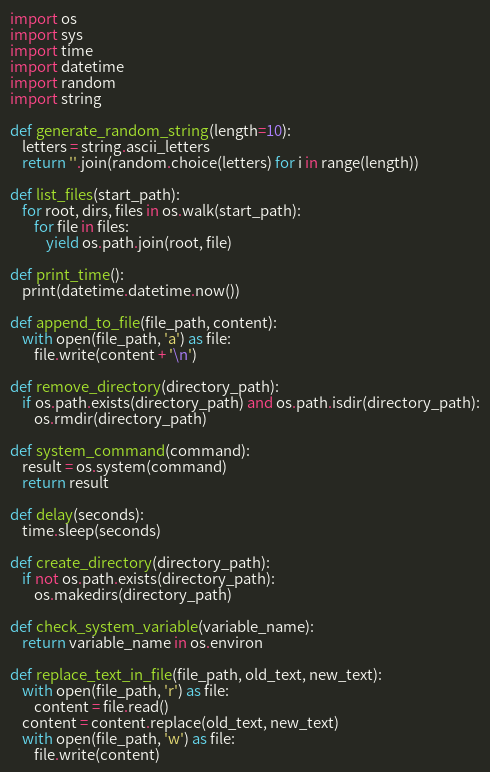 import os
import sys
import time
import datetime
import random
import string

def generate_random_string(length=10):
    letters = string.ascii_letters
    return ''.join(random.choice(letters) for i in range(length))

def list_files(start_path):
    for root, dirs, files in os.walk(start_path):
        for file in files:
            yield os.path.join(root, file)

def print_time():
    print(datetime.datetime.now())

def append_to_file(file_path, content):
    with open(file_path, 'a') as file:
        file.write(content + '\n')

def remove_directory(directory_path):
    if os.path.exists(directory_path) and os.path.isdir(directory_path):
        os.rmdir(directory_path)

def system_command(command):
    result = os.system(command)
    return result

def delay(seconds):
    time.sleep(seconds)

def create_directory(directory_path):
    if not os.path.exists(directory_path):
        os.makedirs(directory_path)

def check_system_variable(variable_name):
    return variable_name in os.environ

def replace_text_in_file(file_path, old_text, new_text):
    with open(file_path, 'r') as file:
        content = file.read()
    content = content.replace(old_text, new_text)
    with open(file_path, 'w') as file:
        file.write(content)